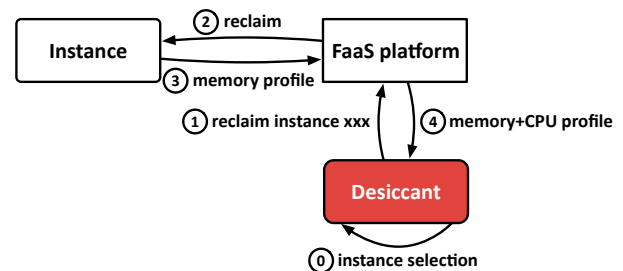 ② reclaim
Instance
FaaS platform
③ memory profile
① reclaim instance xxx
④ memory+CPU profile
Desiccant
⓪ instance selection